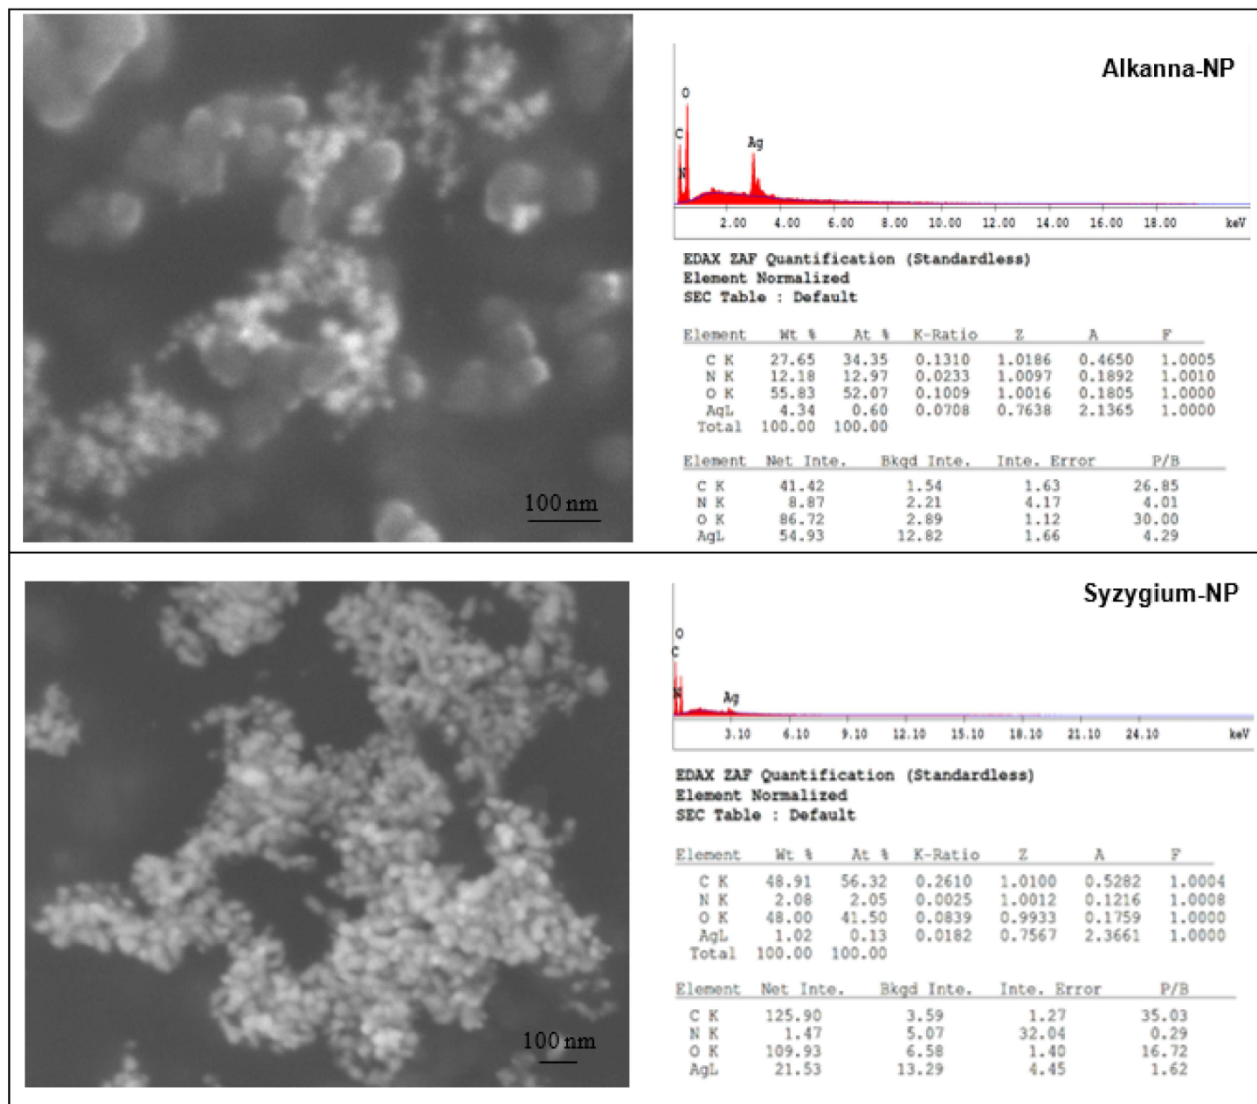 Alkanna-NP
O
C
Ag
N
2.00 4.00 6.00 8.00 10.00 12.00 14.00 16.00 18.00 keV
EDAX ZAF Quantification (Standardless)
Element Normalized
SEC Table : Default
Element Wt % At % K-Ratio Z A F
C K 27.65 34.35 0.1310 1.0186 0.4650 1.0005
N K 12.18 12.97 0.0233 1.0097 0.1892 1.0010
O K 55.83 52.07 0.1009 1.0016 0.1805 1.0000
AgL 4.34 0.60 0.0708 0.7638 2.1365 1.0000
Total 100.00 100.00
Element Net Inte. Bkgd Inte. Inte. Error P/B
C K 41.42 1.54 1.63 26.85
N K 8.87 2.21 4.17 4.01
O K 86.72 2.89 1.12 30.00
AgL 54.93 12.82 1.66 4.29
100 nm
Syzygium-NP
O
C
N
Ag
3.10 6.10 9.10 12.10 15.10 18.10 21.10 24.10 keV
EDAX ZAF Quantification (Standardless)
Element Normalized
SEC Table : Default
Element Wt % At % K-Ratio Z A F
C K 48.91 56.32 0.2610 1.0100 0.5282 1.0004
N K 2.08 2.05 0.0025 1.0012 0.1216 1.0008
O K 48.00 41.50 0.0839 0.9933 0.1759 1.0000
AgL 1.02 0.13 0.0182 0.7567 2.3661 1.0000
Total 100.00 100.00
Element Net Inte. Bkgd Inte. Inte. Error P/B
C K 125.90 3.59 1.27 35.03
N K 1.47 5.07 32.04 0.29
O K 109.93 6.58 1.40 16.72
AgL 21.53 13.29 4.45 1.62
100 nm